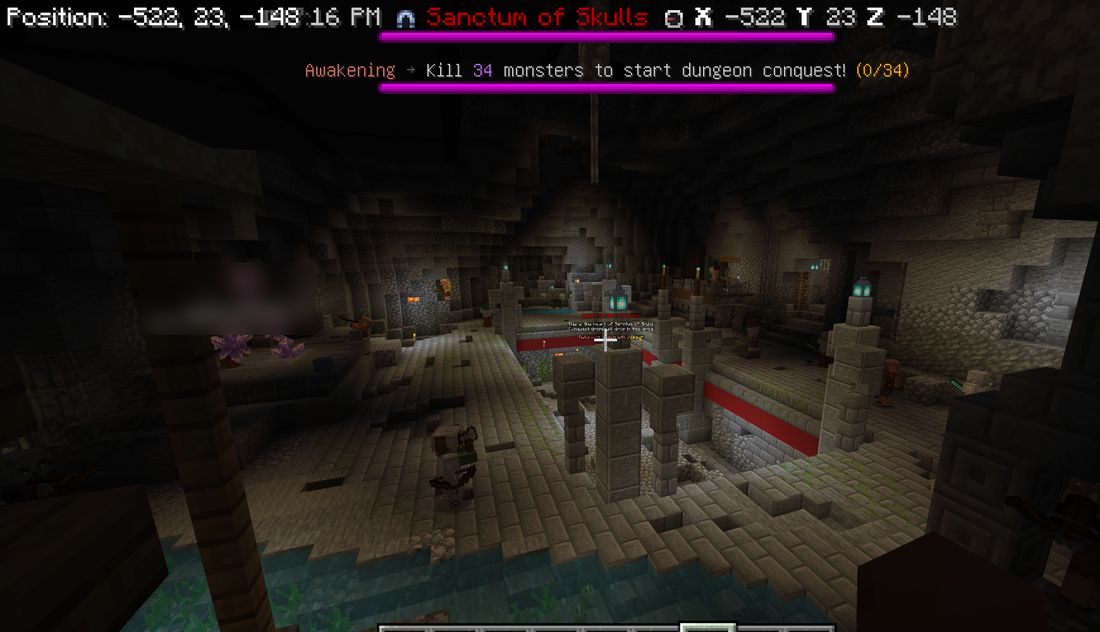 Position: -522, 23, -148 :16 PM Sanctum of Skulls X -522 Y 23 Z -148
Awakening → Kill 34 monsters to start dungeon conquest! (0/34)